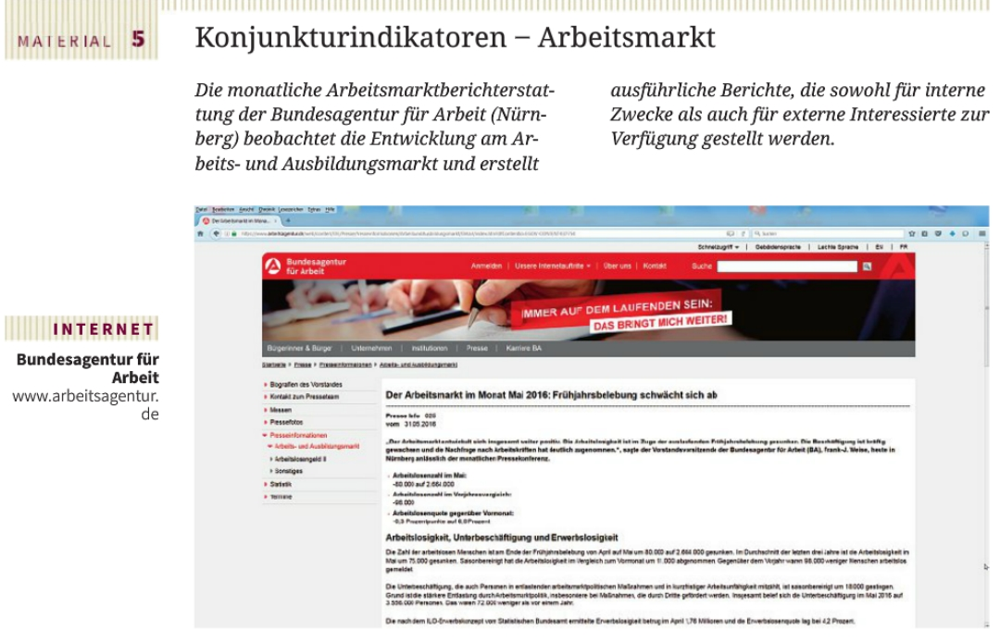 MATERIAL 5
Konjunkturindikatoren – Arbeitsmarkt
Die monatliche Arbeitsmarktberichterstat-
tung der Bundesagentur für Arbeit (Nürn-
berg) beobachtet die Entwicklung am Ar-
beits- und Ausbildungsmarkt und erstellt
ausführliche Berichte, die sowohl für interne
Zwecke als auch für externe Interessierte zur
Verfügung gestellt werden.
INTERNET
Bundesagentur für
Arbeit
www.arbeitsagentur.
de
Datei Bearbeiten Ansicht Chronik Lesezeichen Extras Hilfe
Der Arbeitsmarkt im Mona...
Suchen
Schnellzugriff | Gebärdensprache | Leichte Sprache | EN | FR
Bundesagentur
für Arbeit
Anmelden | Unsere Internetauftritte | Über uns | Kontakt Suche
IMMER AUF DEM LAUFENDEN SEIN:
DAS BRINGT MICH WEITER!
Bürgerinnen & Bürger | Unternehmen | Institutionen | Presse | Karriere BA
Startseite Presse Presseinformationen Arbeits- und Ausbildungsmarkt
Biografien des Vorstandes
Kontakt zum Presseteam
Messen
Pressefotos
Presseinformationen
Arbeits- und Ausbildungsmarkt
Arbeitslosengeld II
Sonstiges
Statistik
Termine
Der Arbeitsmarkt im Monat Mai 2016: Frühjahrsbelebung schwächt sich ab
Presse Info 025
vom 31.05.2016
„Der Arbeitsmarkt entwickelt sich insgesamt weiter positiv. Die Arbeitslosigkeit ist im Zuge der auslaufenden Frühjahrsbelebung gesunken. Die Beschäftigung ist kräftig
gewachsen und die Nachfrage nach Arbeitskräften hat deutlich zugenommen.", sagte der Vorstandsvorsitzende der Bundesagentur für Arbeit (BA), Frank-J. Weise, heute in
Nürnberg anlässlich der monatlichen Pressekonferenz.
Arbeitslosenzahl im Mai:
-80.000 auf 2.664.000
Arbeitslosenzahl im Vorjahresvergleich:
-98.000
Arbeitslosenquote gegenüber Vormonat:
-0,3 Prozentpunkte auf 6,0 Prozent
Arbeitslosigkeit, Unterbeschäftigung und Erwerbslosigkeit
Die Zahl der arbeitslosen Menschen ist am Ende der Frühjahrsbelebung von April auf Mai um 80.000 auf 2.664.000 gesunken. Im Durchschnitt der letzten drei Jahre ist die Arbeitslosigkeit im
Mai um 75.000 gesunken. Saisonbereinigt hat die Arbeitslosigkeit im Vergleich zum Vormonat um 11.000 abgenommen. Gegenüber dem Vorjahr waren 98.000 weniger Menschen arbeitslos
gemeldet.
Die Unterbeschäftigung, die auch Personen in entlastenden arbeitsmarktpolitischen Maßnahmen und in kurzfristiger Arbeitsunfähigkeit mitzählt, ist saisonbereinigt um 18.000 gestiegen.
Grund ist die stärkere Entlastung durch Arbeitsmarktpolitik, insbesondere bei Maßnahmen, die durch Dritte gefördert werden. Insgesamt belief sich die Unterbeschäftigung im Mai 2016 auf
3.556.000 Personen. Das waren 72.000 weniger als vor einem Jahr.
Die nach dem ILO-Erwerbskonzept vom Statistischen Bundesamt ermittelte Erwerbslosigkeit betrug im April 1,78 Millionen und die Erwerbslosenquote lag bei 4,2 Prozent.